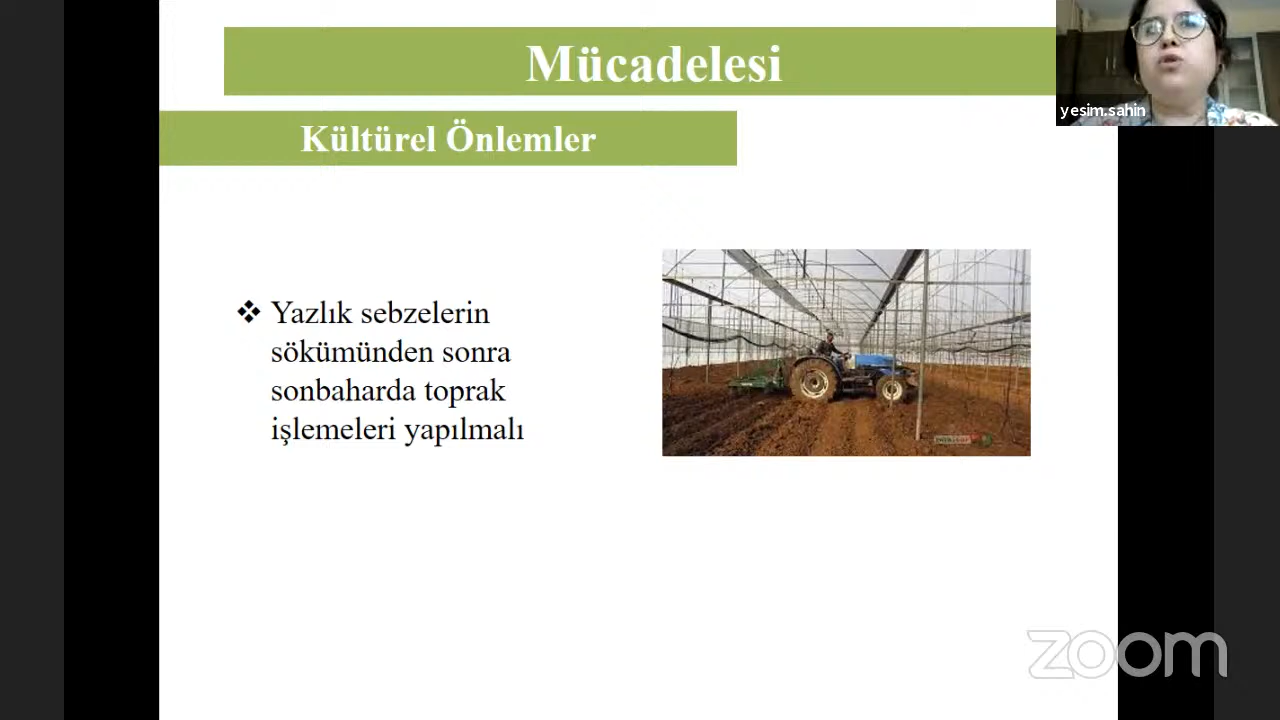 Mücadelesi
yesim.sahin
Kültürel Önlemler
❖ Yazlık sebzelerin
sökümünden sonra
sonbaharda toprak
işlemeleri yapılmalı
zoom